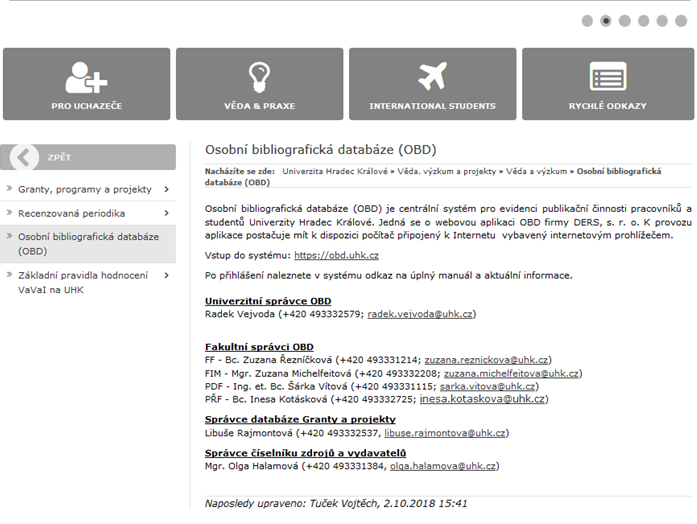 PRO UCHAZEČE
VĚDA & PRAXE
INTERNATIONAL STUDENTS
RYCHLÉ ODKAZY
ZPĚT
Granty, programy a projekty
Recenzovaná periodika
Osobní bibliografická databáze
(OBD)
Základní pravidla hodnocení
VaVaI na UHK
Osobní bibliografická databáze (OBD)
Nacházíte se zde: Univerzita Hradec Králové » Věda, výzkum a projekty » Věda a výzkum » Osobní bibliografická
databáze (OBD)
Osobní bibliografická databáze (OBD) je centrální systém pro evidenci publikační činnosti pracovníků a
studentů Univerzity Hradec Králové. Jedná se o webovou aplikaci OBD firmy DERS, s. r. o. K provozu
aplikace postačuje mít k dispozici počítač připojený k Internetu vybavený internetovým prohlížečem.
Vstup do systému: https://obd.uhk.cz
Po přihlášení naleznete v systému odkaz na úplný manuál a aktuální informace.
Univerzitní správce OBD
Radek Vejvoda (+420 493332579; radek.vejvoda@uhk.cz)
Fakultní správci OBD
FF - Bc. Zuzana Řezníčková (+420 493331214; zuzana.reznickova@uhk.cz)
FIM - Mgr. Zuzana Michelfeitová (+420 493332208; zuzana.michelfeitova@uhk.cz)
PDF - Ing. et. Bc. Šárka Vítová (+420 493331115; sarka.vitova@uhk.cz)
PŘF - Bc. Inesa Kotásková (+420 493332725; inesa.kotaskova@uhk.cz)
Správce databáze Granty a projekty
Libuše Rajmontová (+420 493332537, libuse.rajmontova@uhk.cz)
Správce číselníku zdrojů a vydavatelů
Mgr. Olga Halamová (+420 493331384, olga.halamova@uhk.cz)
Naposledy upraveno: Tuček Vojtěch, 2.10.2018 15:41